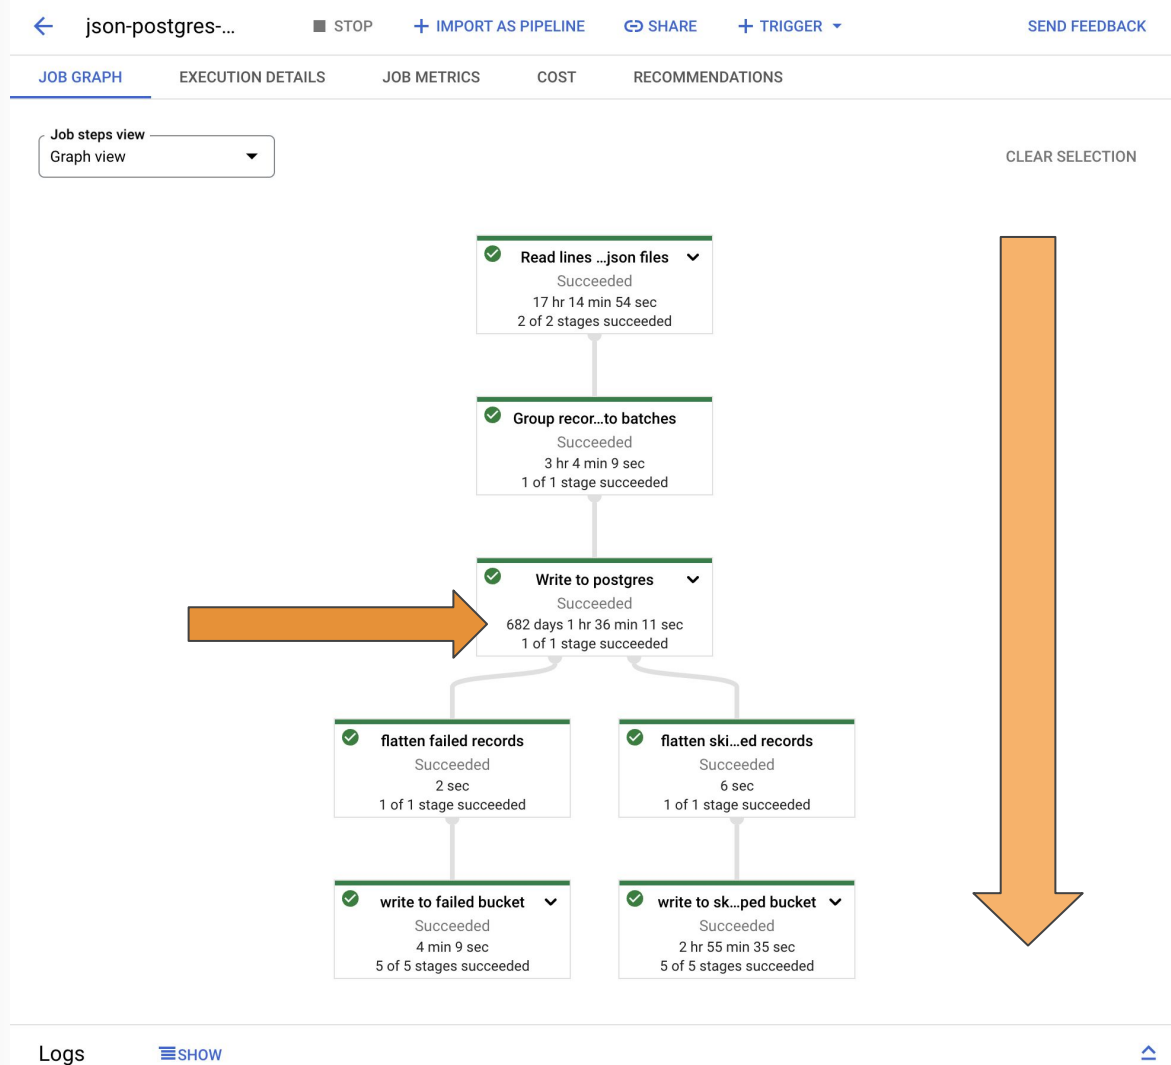 json-postgres-...
STOP
IMPORT AS PIPELINE
SHARE
TRIGGER
SEND FEEDBACK
JOB GRAPH
EXECUTION DETAILS
JOB METRICS
COST
RECOMMENDATIONS
Job steps view
Graph view
CLEAR SELECTION
Read lines ...json files
Succeeded
17 hr 14 min 54 sec
2 of 2 stages succeeded
Group recor...to batches
Succeeded
3 hr 4 min 9 sec
1 of 1 stage succeeded
Write to postgres
Succeeded
682 days 1 hr 36 min 11 sec
1 of 1 stage succeeded
flatten failed records
Succeeded
2 sec
1 of 1 stage succeeded
flatten ski...ed records
Succeeded
6 sec
1 of 1 stage succeeded
write to failed bucket
Succeeded
4 min 9 sec
5 of 5 stages succeeded
write to sk...ped bucket
Succeeded
2 hr 55 min 35 sec
5 of 5 stages succeeded
Logs
SHOW